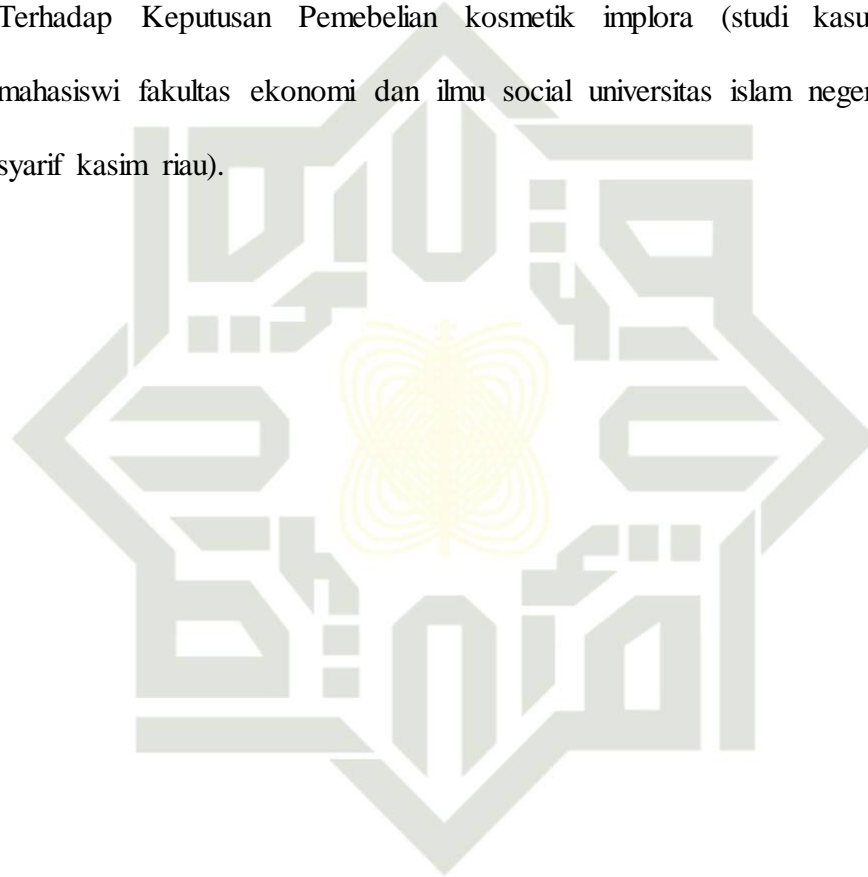 Terhadap Keputusan Pemebelian kosmetik implora (studi kasu
mahasiswi fakultas ekonomi dan ilmu social universitas islam neger
syarif kasim riau).